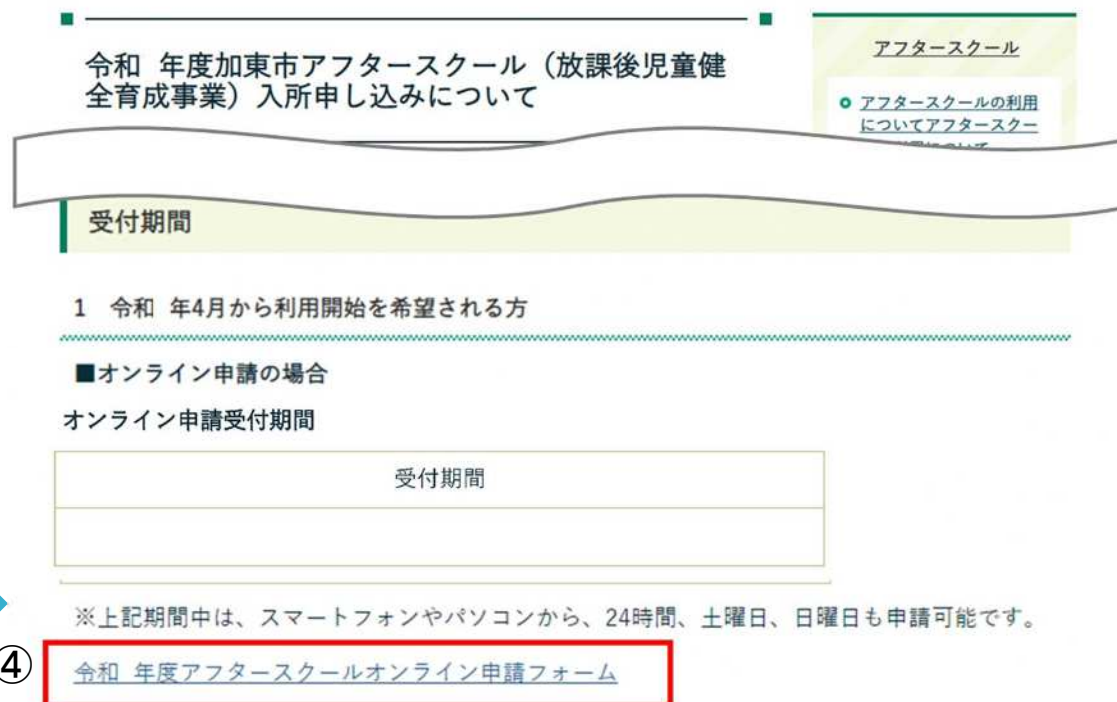 令和 年度加東市アフタースクール（放課後児童健
全育成事業）入所申し込みについて
アフタースクール
アフタースクールの利用
についてアフタースクー
受付期間
1 令和 年4月から利用開始を希望される方
■オンライン申請の場合
オンライン申請受付期間
受付期間
※上記期間中は、スマートフォンやパソコンから、24時間、土曜日、日曜日も申請可能です。
④
令和 年度アフタースクールオンライン申請フォーム